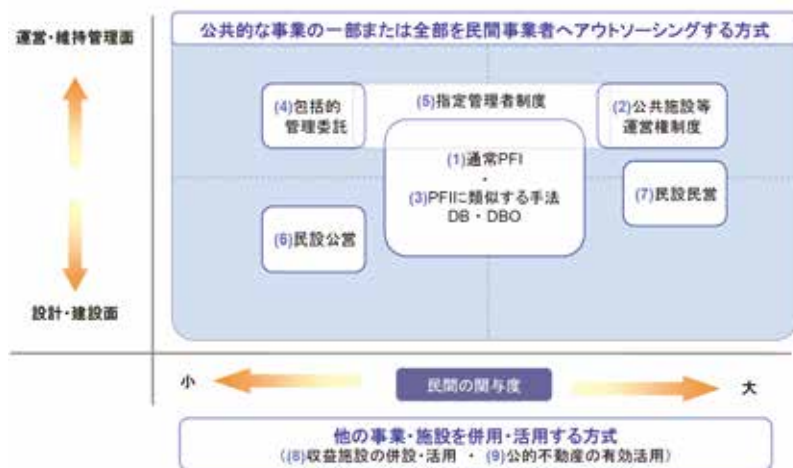 公共的な事業の一部または全部を民間事業者へアウトソーシングする方式
運営・維持管理面
(4)包括的
管理委託
(5)指定管理者制度
(2)公共施設等
運営権制度
(1)通常PFI
・
(3)PFIIに類似する手法
DB・DBO
(7)民設民営
(6)民設公営
設計・建設面
小
民間の関与度
大
他の事業・施設を併用・活用する方式
((8)収益施設の併設・活用 ・ (9)公的不動産の有効活用)